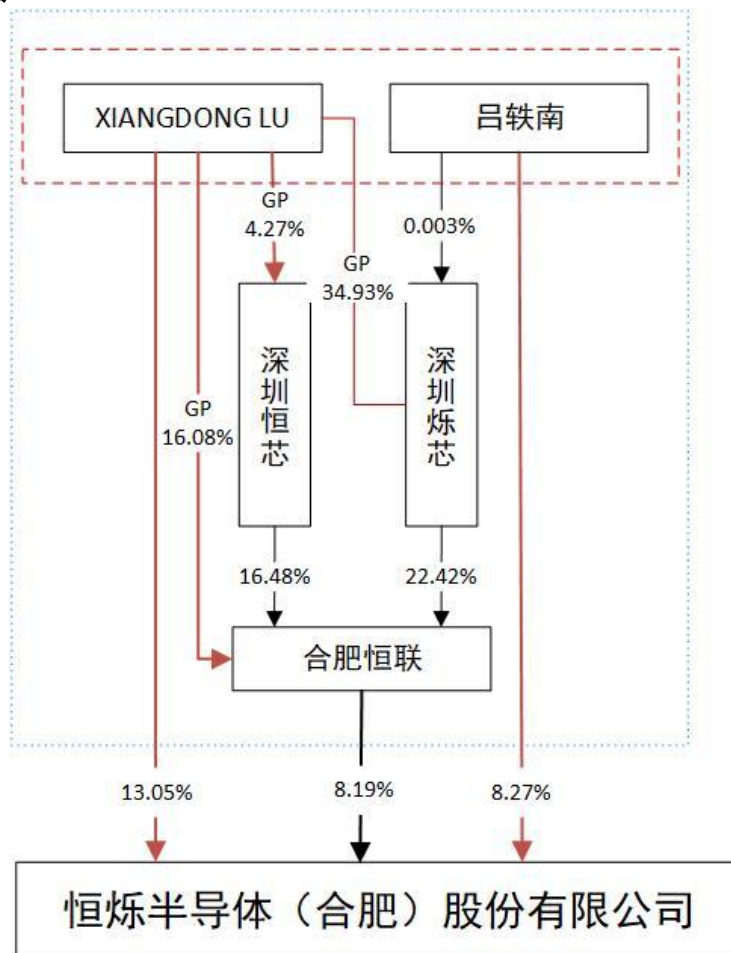 XIANGDONG LU
吕轶南
GP
4.27%
0.003%
GP
34.93%
深圳恒芯
深圳烁芯
GP
16.08%
16.48%
22.42%
合肥恒联
13.05%
8.19%
8.27%
恒烁半导体（合肥）股份有限公司